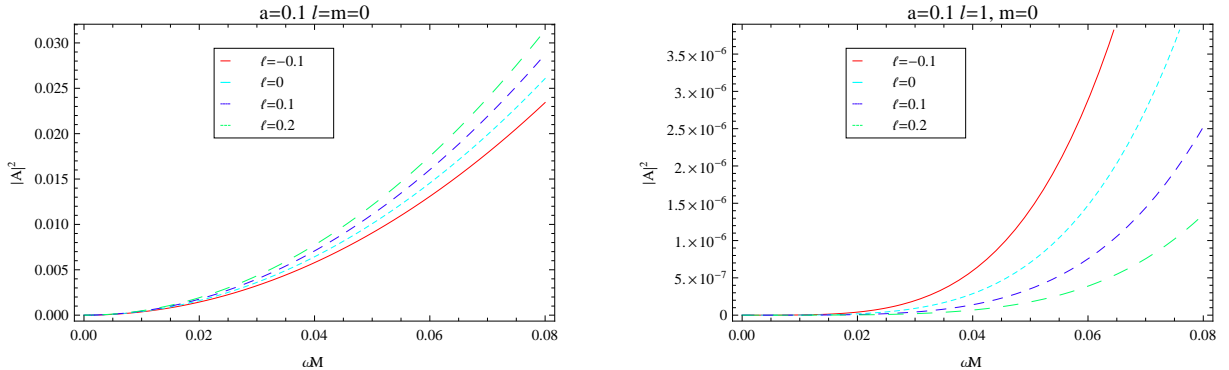 a=0.1 l=m=0
ℓ=−0.1
ℓ=0
ℓ=0.1
ℓ=0.2
0.030
0.025
0.020
0.015
0.010
0.005
0.000
|A|²
0.00 0.02 0.04 0.06 0.08
ωM
a=0.1 l=1, m=0
ℓ=−0.1
ℓ=0
ℓ=0.1
ℓ=0.2
3.5×10⁻⁶
3.×10⁻⁶
2.5×10⁻⁶
2.×10⁻⁶
1.5×10⁻⁶
1.×10⁻⁶
5.×10⁻⁷
0
|A|²
0.00 0.02 0.04 0.06 0.08
ωM